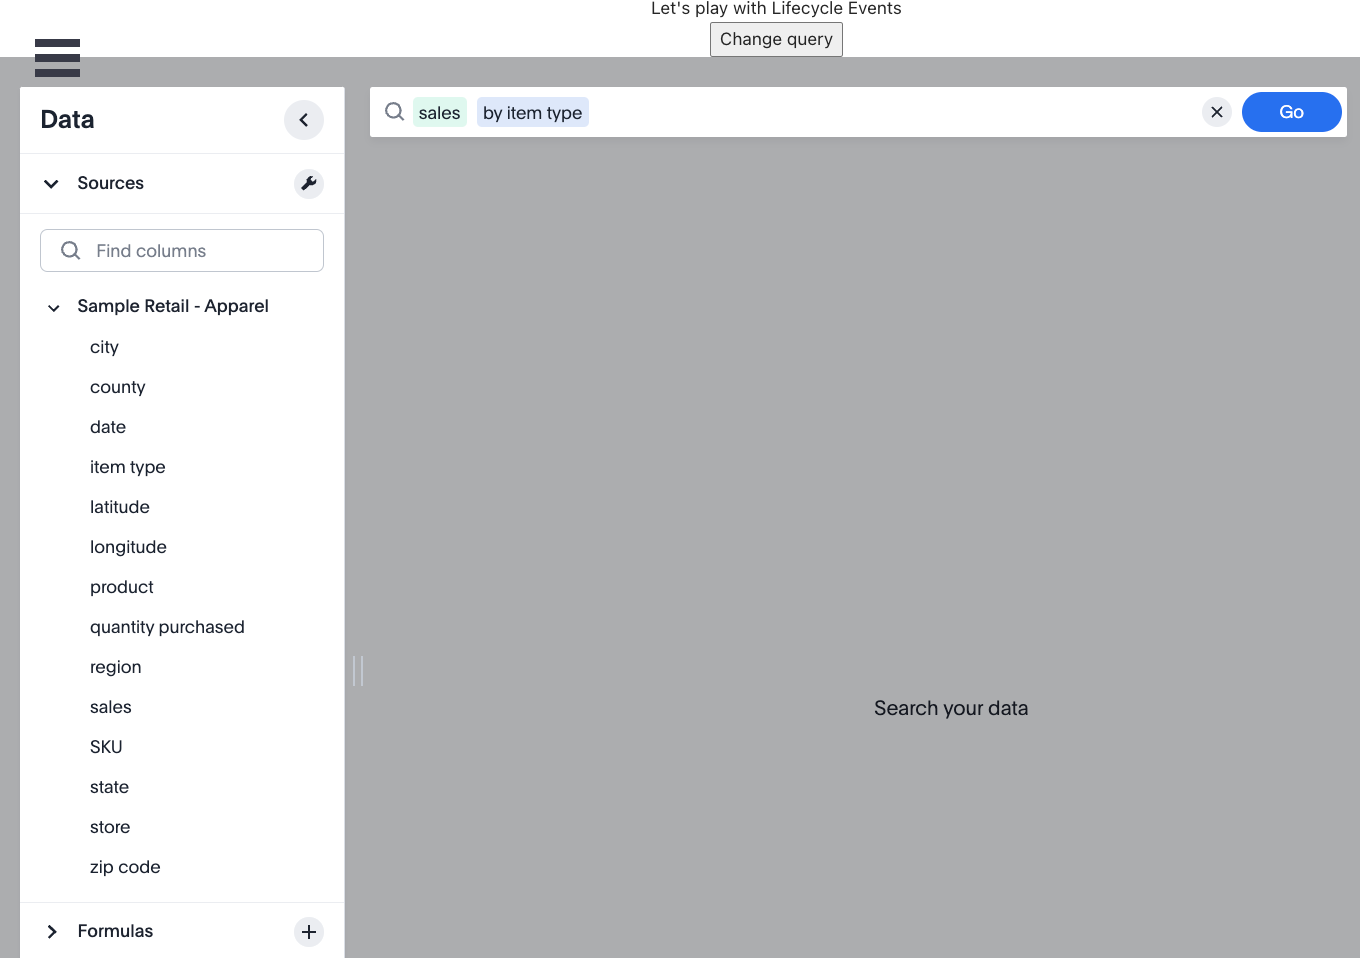 Let's play with Lifecycle Events
Change query
Data
sales by item type
Go
Sources
Find columns
Sample Retail - Apparel
city
county
date
item type
latitude
longitude
product
quantity purchased
region
sales
SKU
state
store
zip code
Formulas
Search your data